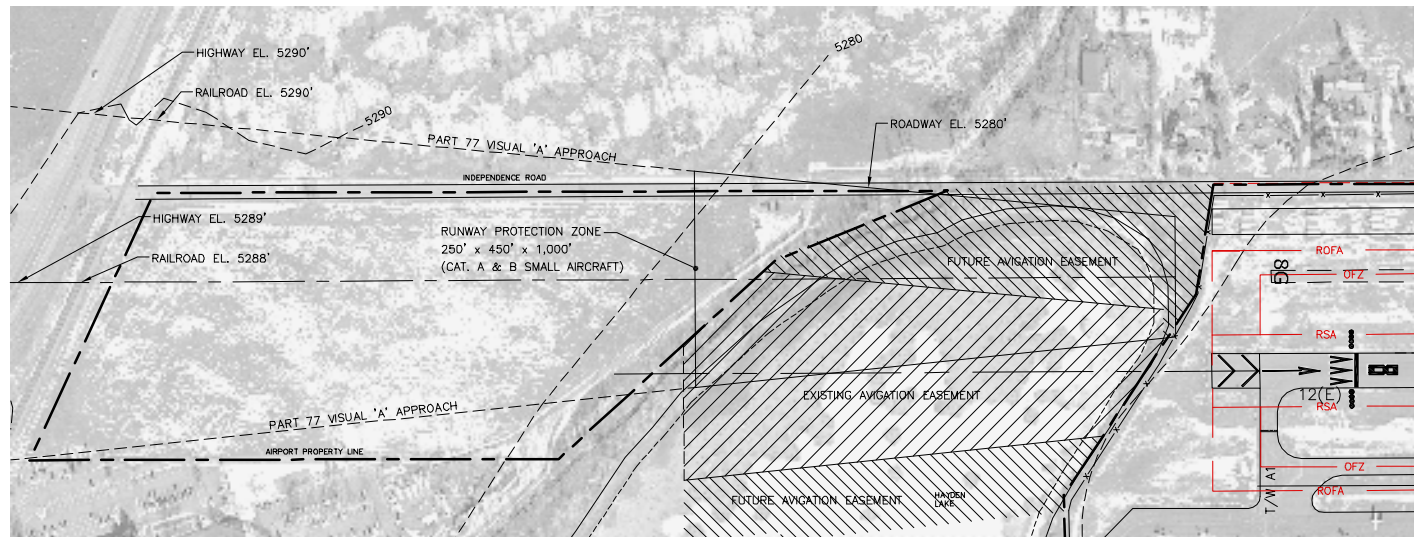 HIGHWAY EL. 5290'
5280
RAILROAD EL. 5290'
5290
ROADWAY EL. 5280'
PART 77 VISUAL 'A' APPROACH
INDEPENDENCE ROAD
HIGHWAY EL. 5289'
RUNWAY PROTECTION ZONE
250' x 450' x 1,000'
(CAT. A & B SMALL AIRCRAFT)
RAILROAD EL. 5288'
FUTURE AVIGATION EASEMENT
ROFA
OFZ
RSA
EXISTING AVIGATION EASEMENT
12(E)
RSA
PART 77 VISUAL 'A' APPROACH
AIRPORT PROPERTY LINE
OFZ
T/W A1
ROFA
FUTURE AVIGATION EASEMENT
HAYDEN
LAKE